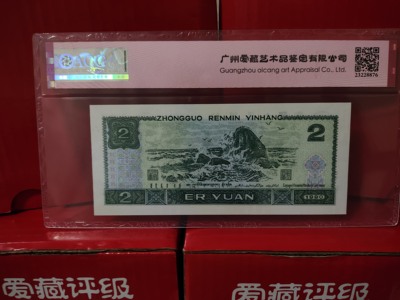 广州爱藏艺术品鉴定有限公司
Guangzhou aicang art Appraisal Co., Ltd.
23228876
ZHONGGUO RENMIN YINHANG
2
2
2
ER YUAN
爱藏评级
爱藏评级